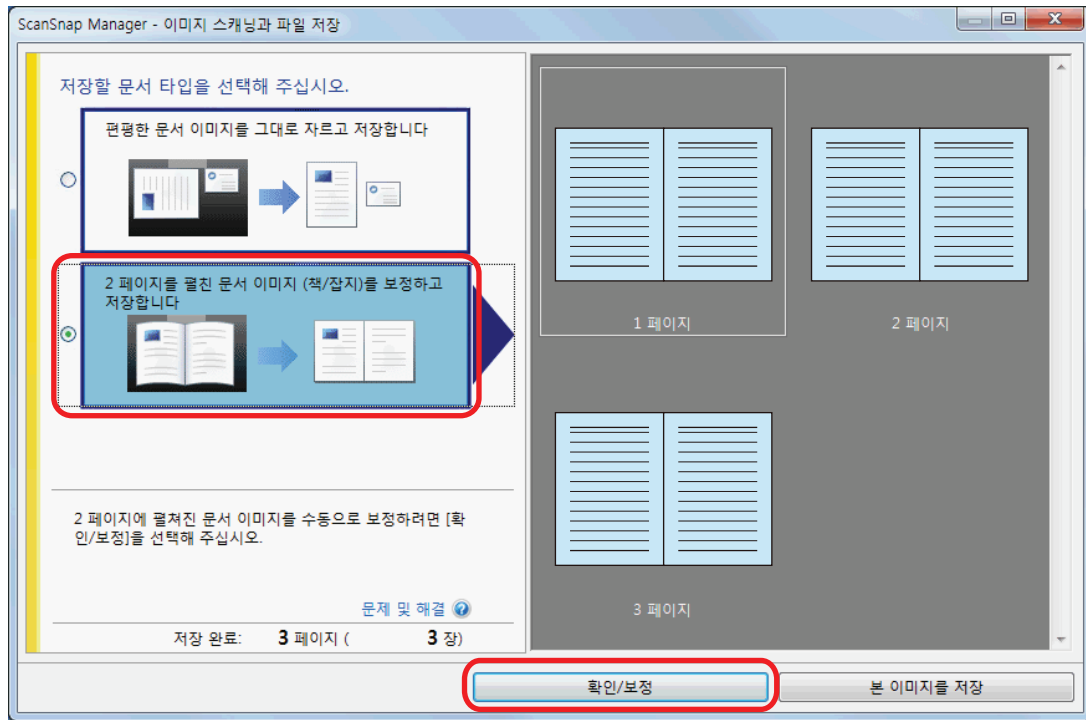 ScanSnap Manager - 이미지 스캐닝과 파일 저장
저장할 문서 타입을 선택해 주십시오.
편평한 문서 이미지를 그대로 자르고 저장합니다
2 페이지를 펼친 문서 이미지 (책/잡지)를 보정하고
저장합니다
2 페이지에 펼쳐진 문서 이미지를 수동으로 보정하려면 [확
인/보정]을 선택해 주십시오.
문제 및 해결 ?
저장 완료: 3 페이지 ( 3 장)
1 페이지
2 페이지
3 페이지
확인/보정
본 이미지를 저장